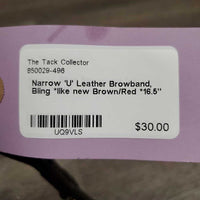 The Tack Collector
850029-496
Narrow 'U' Leather Browband,
Bling *like new Brown/Red *16.5"
$30.00
UQ9VLS